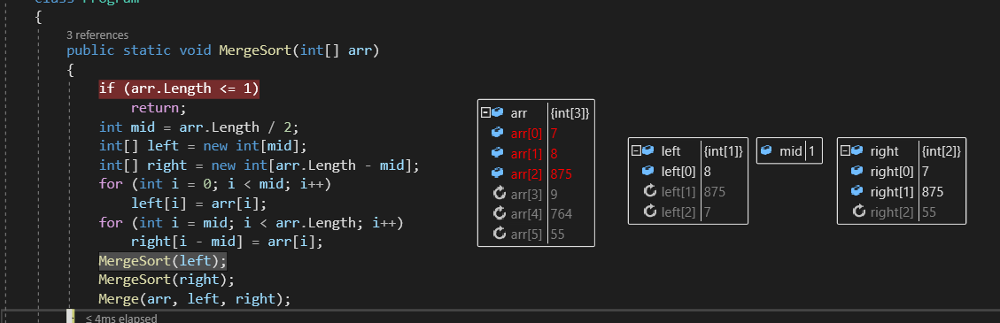 class Program
{
3 references
public static void MergeSort(int[] arr)
{
if (arr.Length <= 1)
return;
int mid = arr.Length / 2;
int[] left = new int[mid];
int[] right = new int[arr.Length - mid];
for (int i = 0; i < mid; i++)
left[i] = arr[i];
for (int i = mid; i < arr.Length; i++)
right[i - mid] = arr[i];
MergeSort(left);
MergeSort(right);
Merge(arr, left, right);
≤ 4ms elapsed
arr {int[3]}
arr[0] 7
arr[1] 8
arr[2] 875
arr[3] 9
arr[4] 764
arr[5] 55
left {int[1]}
left[0] 8
left[1] 875
left[2] 7
mid 1
right {int[2]}
right[0] 7
right[1] 875
right[2] 55